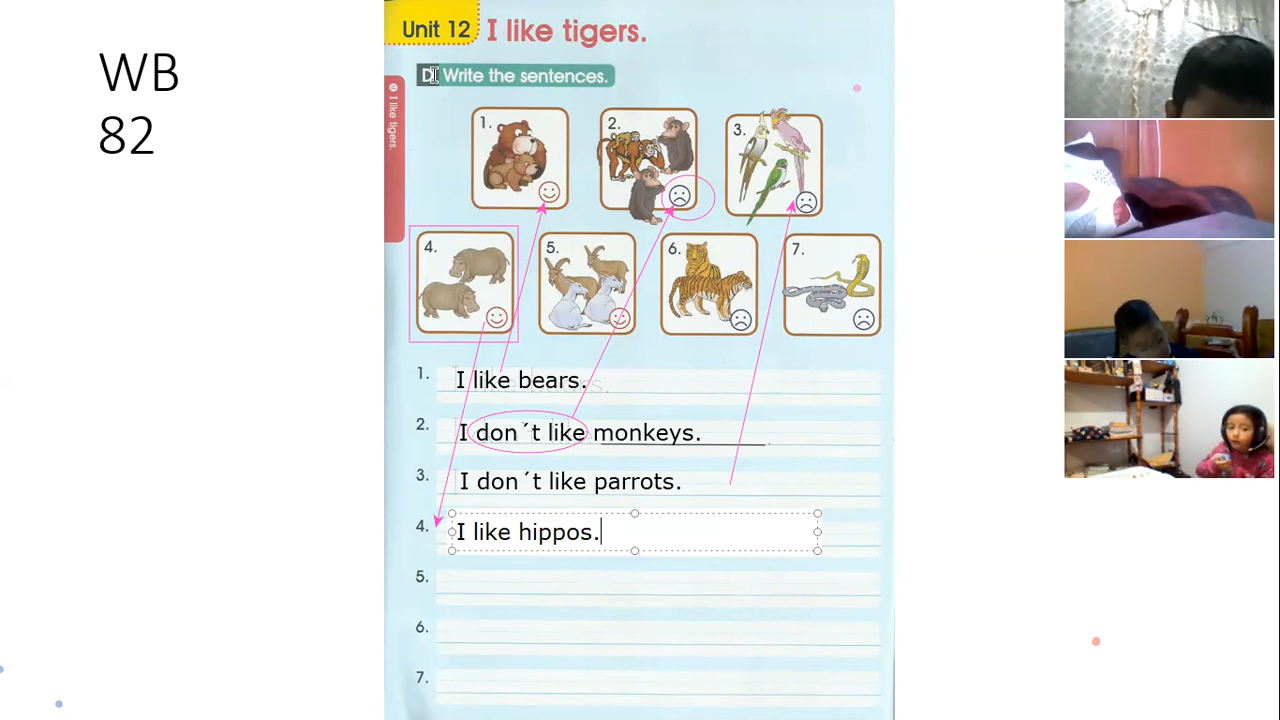 WB
82
Unit 12 I like tigers.
D Write the sentences.
I like tigers.
1.
2.
3.
4.
5.
6.
7.
1. I like bears.
2. I don´t like monkeys.
3. I don´t like parrots.
4. I like hippos.
5.
6.
7.